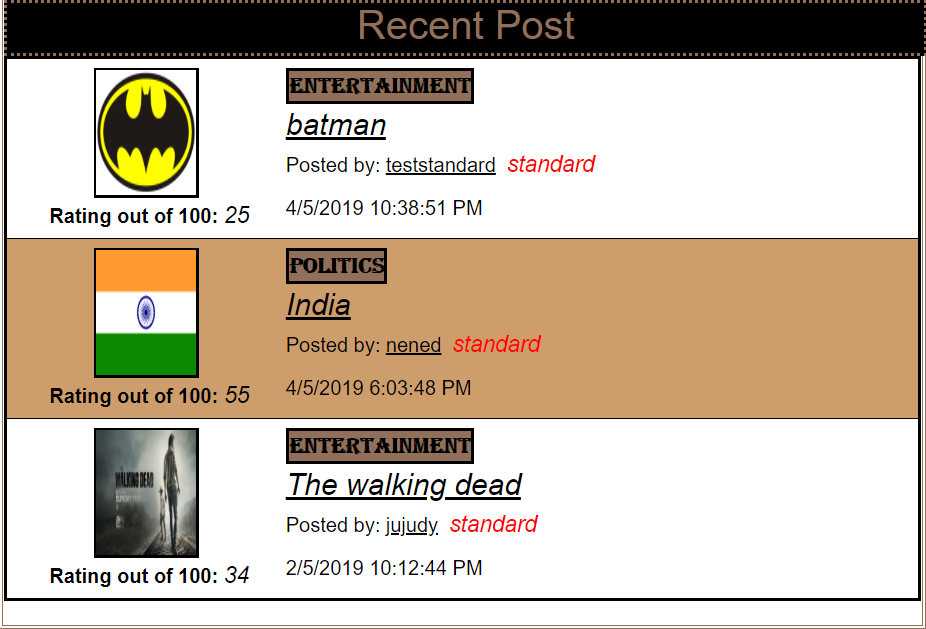 Recent Post
ENTERTAINMENT
batman
Posted by: teststandard standard
4/5/2019 10:38:51 PM
Rating out of 100: 25
POLITICS
India
Posted by: nened standard
4/5/2019 6:03:48 PM
Rating out of 100: 55
ENTERTAINMENT
The walking dead
Posted by: jujudy standard
2/5/2019 10:12:44 PM
WALKING DEAD
Rating out of 100: 34